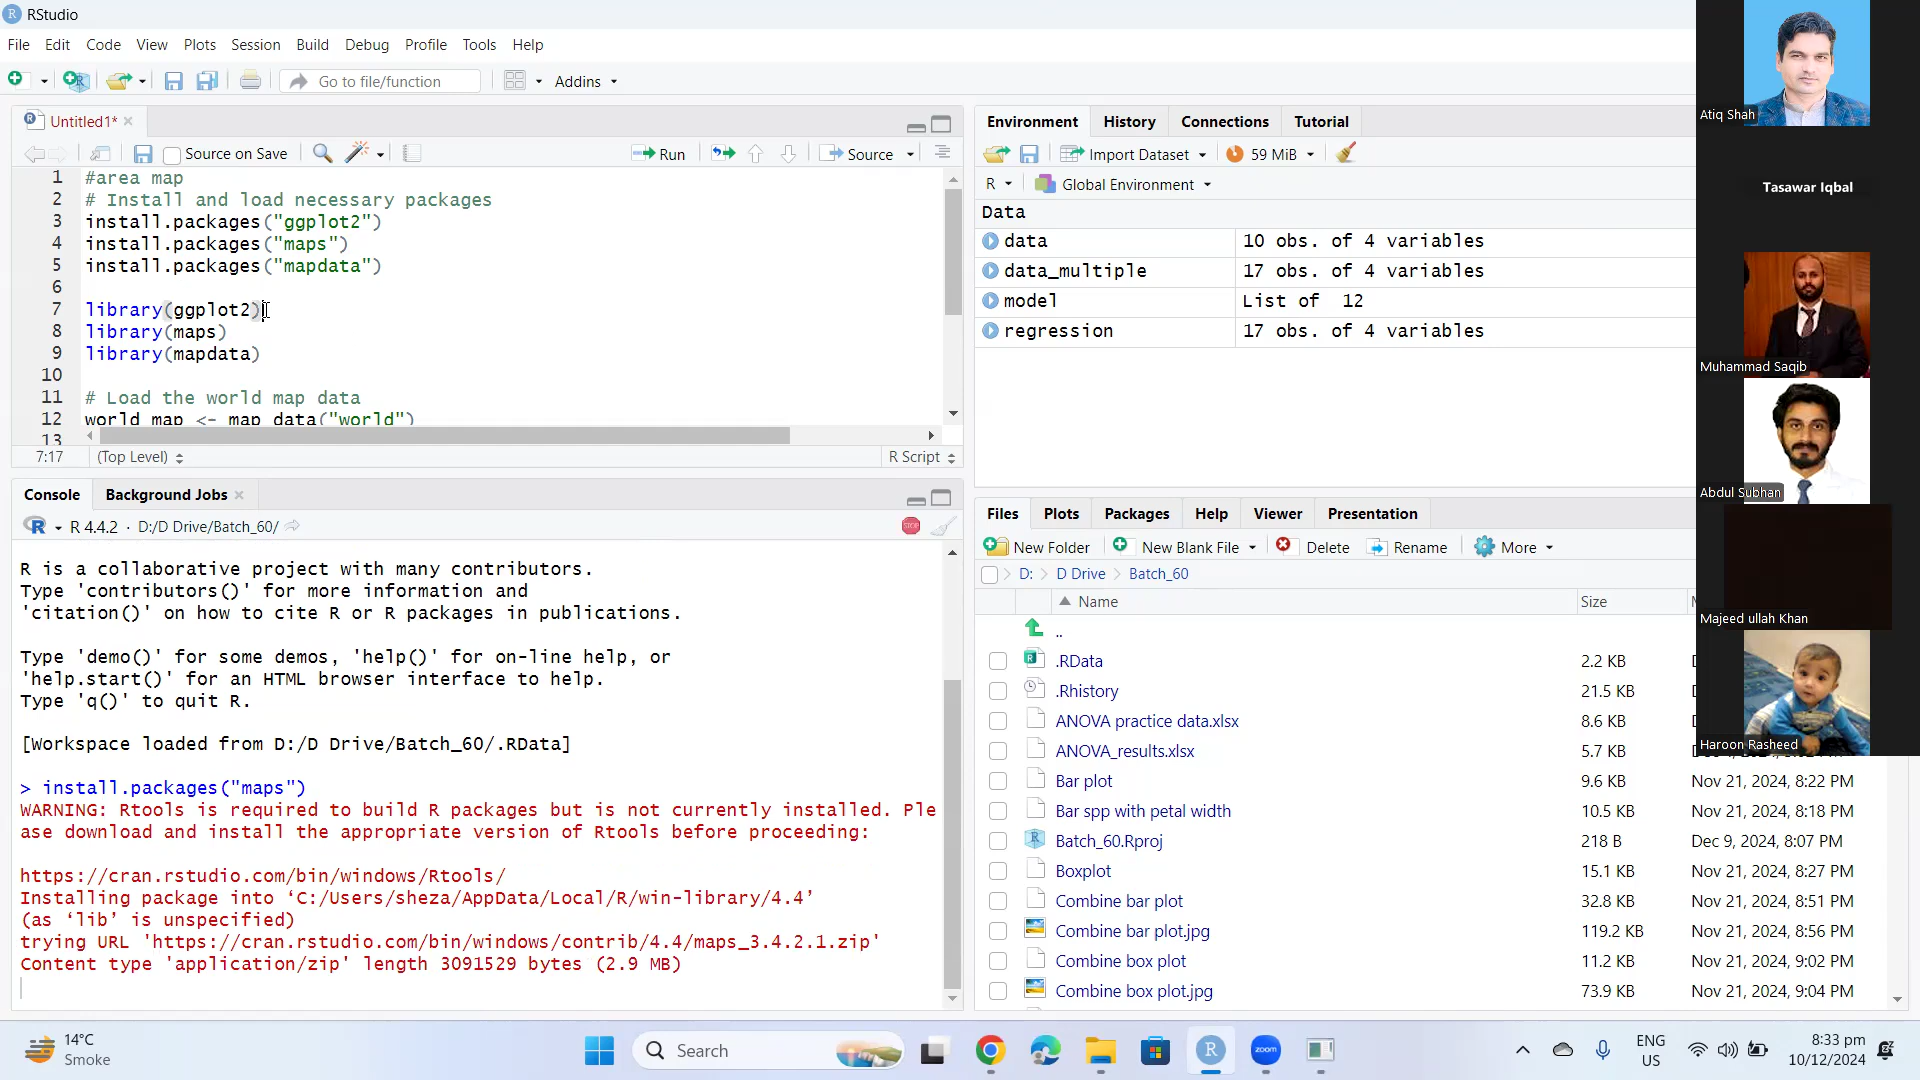 RStudio
File Edit Code View Plots Session Build Debug Profile Tools Help
Go to file/function Addins
Untitled1*
Source on Save Run Source
1 #area map
2 # Install and load necessary packages
3 install.packages("ggplot2")
4 install.packages("maps")
5 install.packages("mapdata")
6
7 library(ggplot2)
8 library(maps)
9 library(mapdata)
10
11 # Load the world map data
12 world_map <- map_data("world")
13
7:17 (Top Level) R Script
Console Background Jobs
R 4.4.2 · D:/D Drive/Batch_60/
STOP
R is a collaborative project with many contributors.
Type 'contributors()' for more information and
'citation()' on how to cite R or R packages in publications.
Type 'demo()' for some demos, 'help()' for on-line help, or
'help.start()' for an HTML browser interface to help.
Type 'q()' to quit R.
[Workspace loaded from D:/D Drive/Batch_60/.RData]
> install.packages("maps")
WARNING: Rtools is required to build R packages but is not currently installed. Ple
ase download and install the appropriate version of Rtools before proceeding:
https://cran.rstudio.com/bin/windows/Rtools/
Installing package into ‘C:/Users/sheza/AppData/Local/R/win-library/4.4’
(as ‘lib’ is unspecified)
trying URL 'https://cran.rstudio.com/bin/windows/contrib/4.4/maps_3.4.2.1.zip'
Content type 'application/zip' length 3091529 bytes (2.9 MB)
Environment History Connections Tutorial
Import Dataset 59 MiB
R Global Environment
Data
data 10 obs. of 4 variables
data_multiple 17 obs. of 4 variables
model List of 12
regression 17 obs. of 4 variables
Files Plots Packages Help Viewer Presentation
New Folder New Blank File Delete Rename More
D: D Drive Batch_60
Name Size
..
.RData 2.2 KB
.Rhistory 21.5 KB
ANOVA practice data.xlsx 8.6 KB
ANOVA_results.xlsx 5.7 KB
Bar plot 9.6 KB Nov 21, 2024, 8:22 PM
Bar spp with petal width 10.5 KB Nov 21, 2024, 8:18 PM
Batch_60.Rproj 218 B Dec 9, 2024, 8:07 PM
Boxplot 15.1 KB Nov 21, 2024, 8:27 PM
Combine bar plot 32.8 KB Nov 21, 2024, 8:51 PM
Combine bar plot.jpg 119.2 KB Nov 21, 2024, 8:56 PM
Combine box plot 11.2 KB Nov 21, 2024, 9:02 PM
Combine box plot.jpg 73.9 KB Nov 21, 2024, 9:04 PM
Atiq Shah
Tasawar Iqbal
Muhammad Saqib
Abdul Subhan
Majeed ullah Khan
Haroon Rasheed
14°C
Smoke
Search
zoom
ENG
US
8:33 pm
10/12/2024